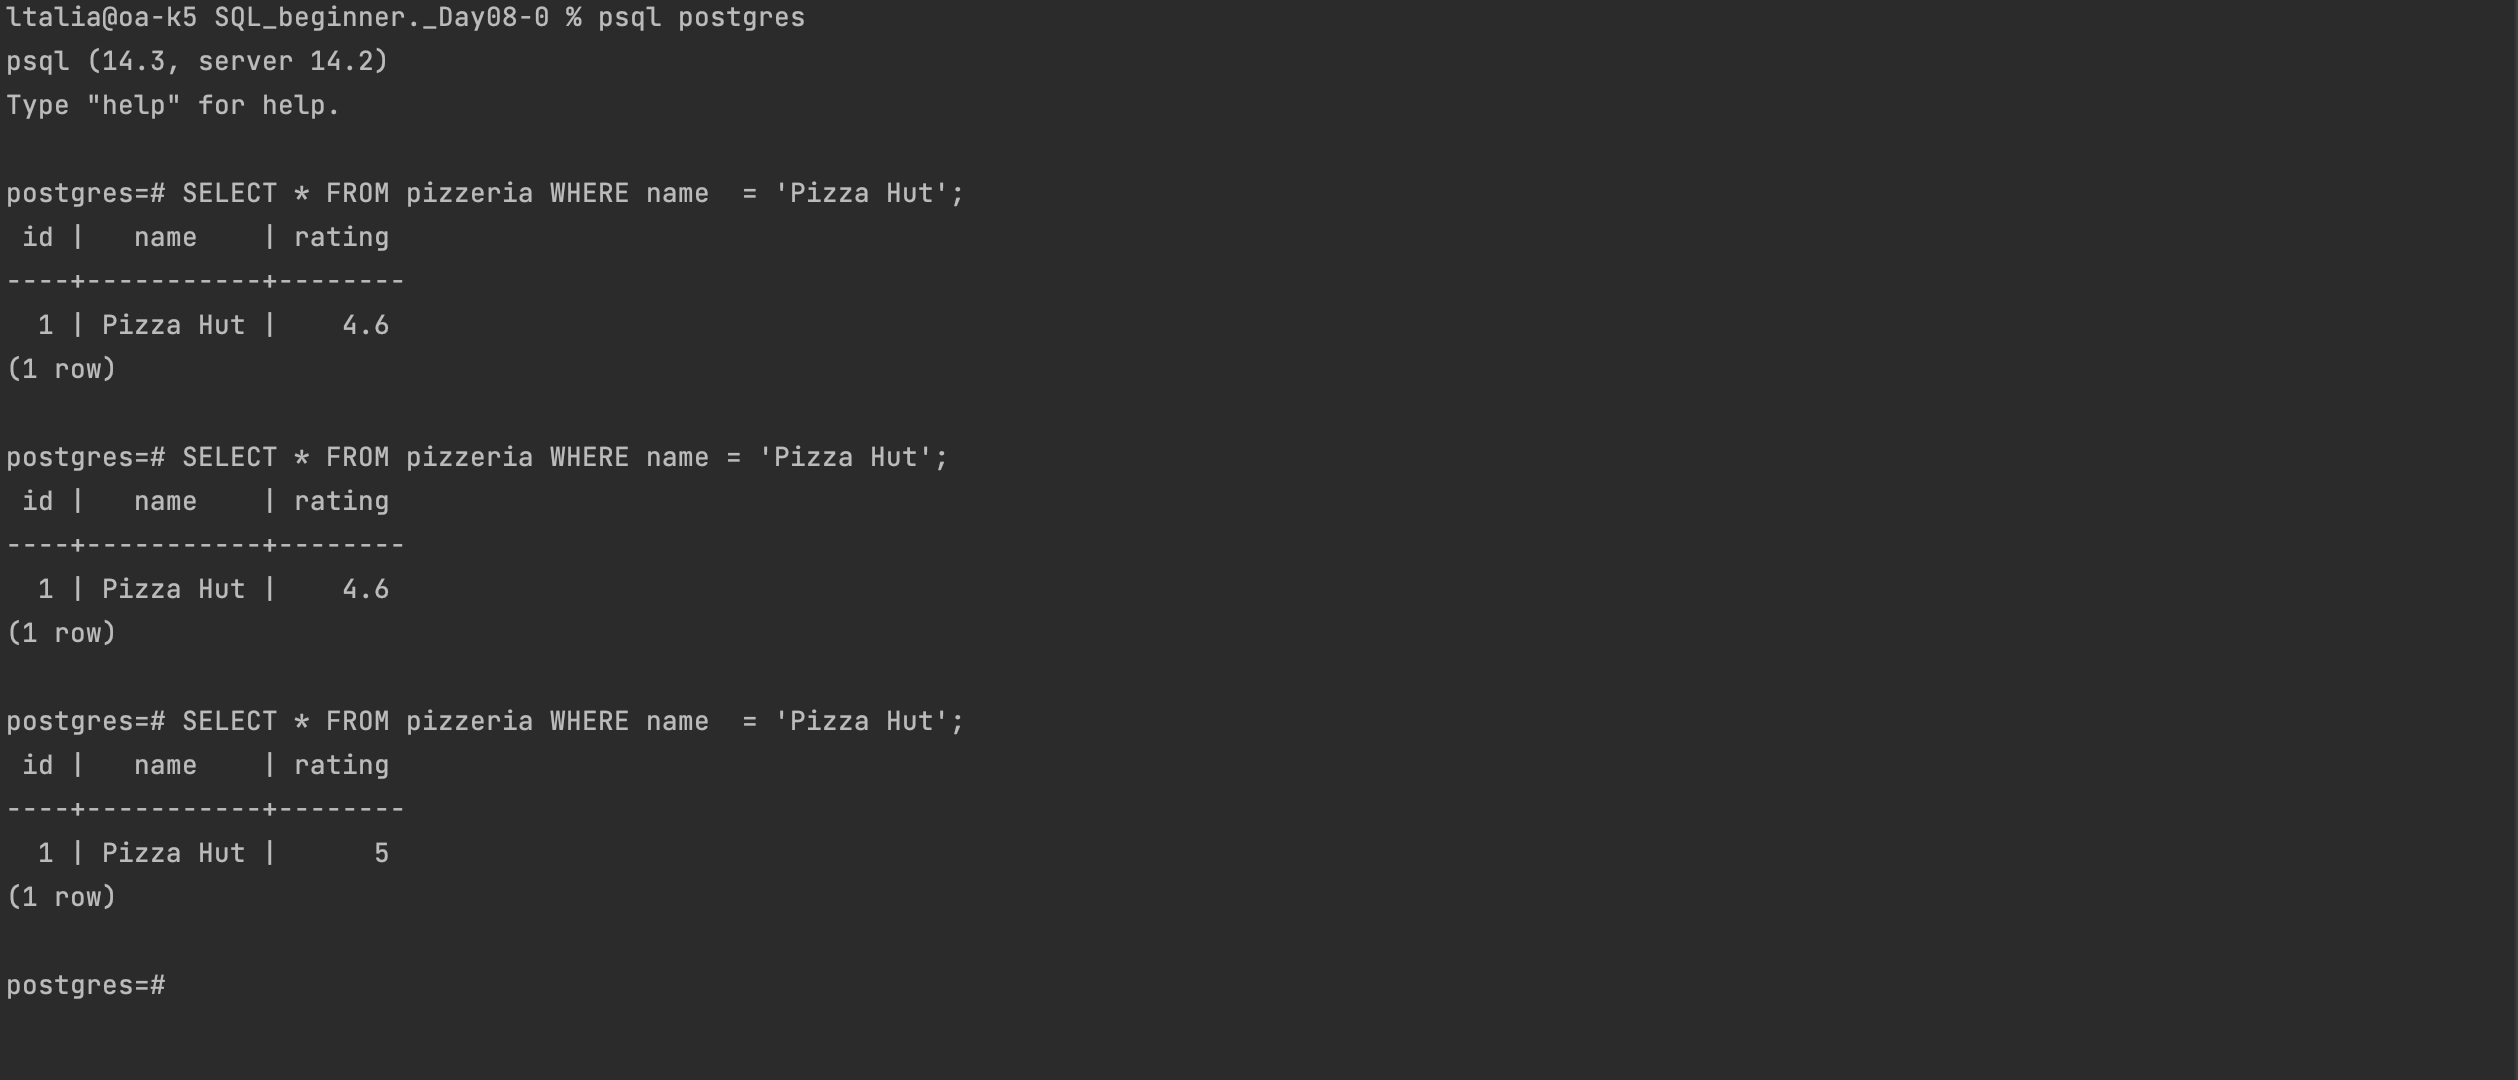 ltalia@oa-k5 SQL_beginner._Day08-0 % psql postgres
psql (14.3, server 14.2)
Type "help" for help.

postgres=# SELECT * FROM pizzeria WHERE name  = 'Pizza Hut';
 id |   name    | rating
----+-----------+--------
  1 | Pizza Hut |    4.6
(1 row)

postgres=# SELECT * FROM pizzeria WHERE name = 'Pizza Hut';
 id |   name    | rating
----+-----------+--------
  1 | Pizza Hut |    4.6
(1 row)

postgres=# SELECT * FROM pizzeria WHERE name  = 'Pizza Hut';
 id |   name    | rating
----+-----------+--------
  1 | Pizza Hut |      5
(1 row)

postgres=#